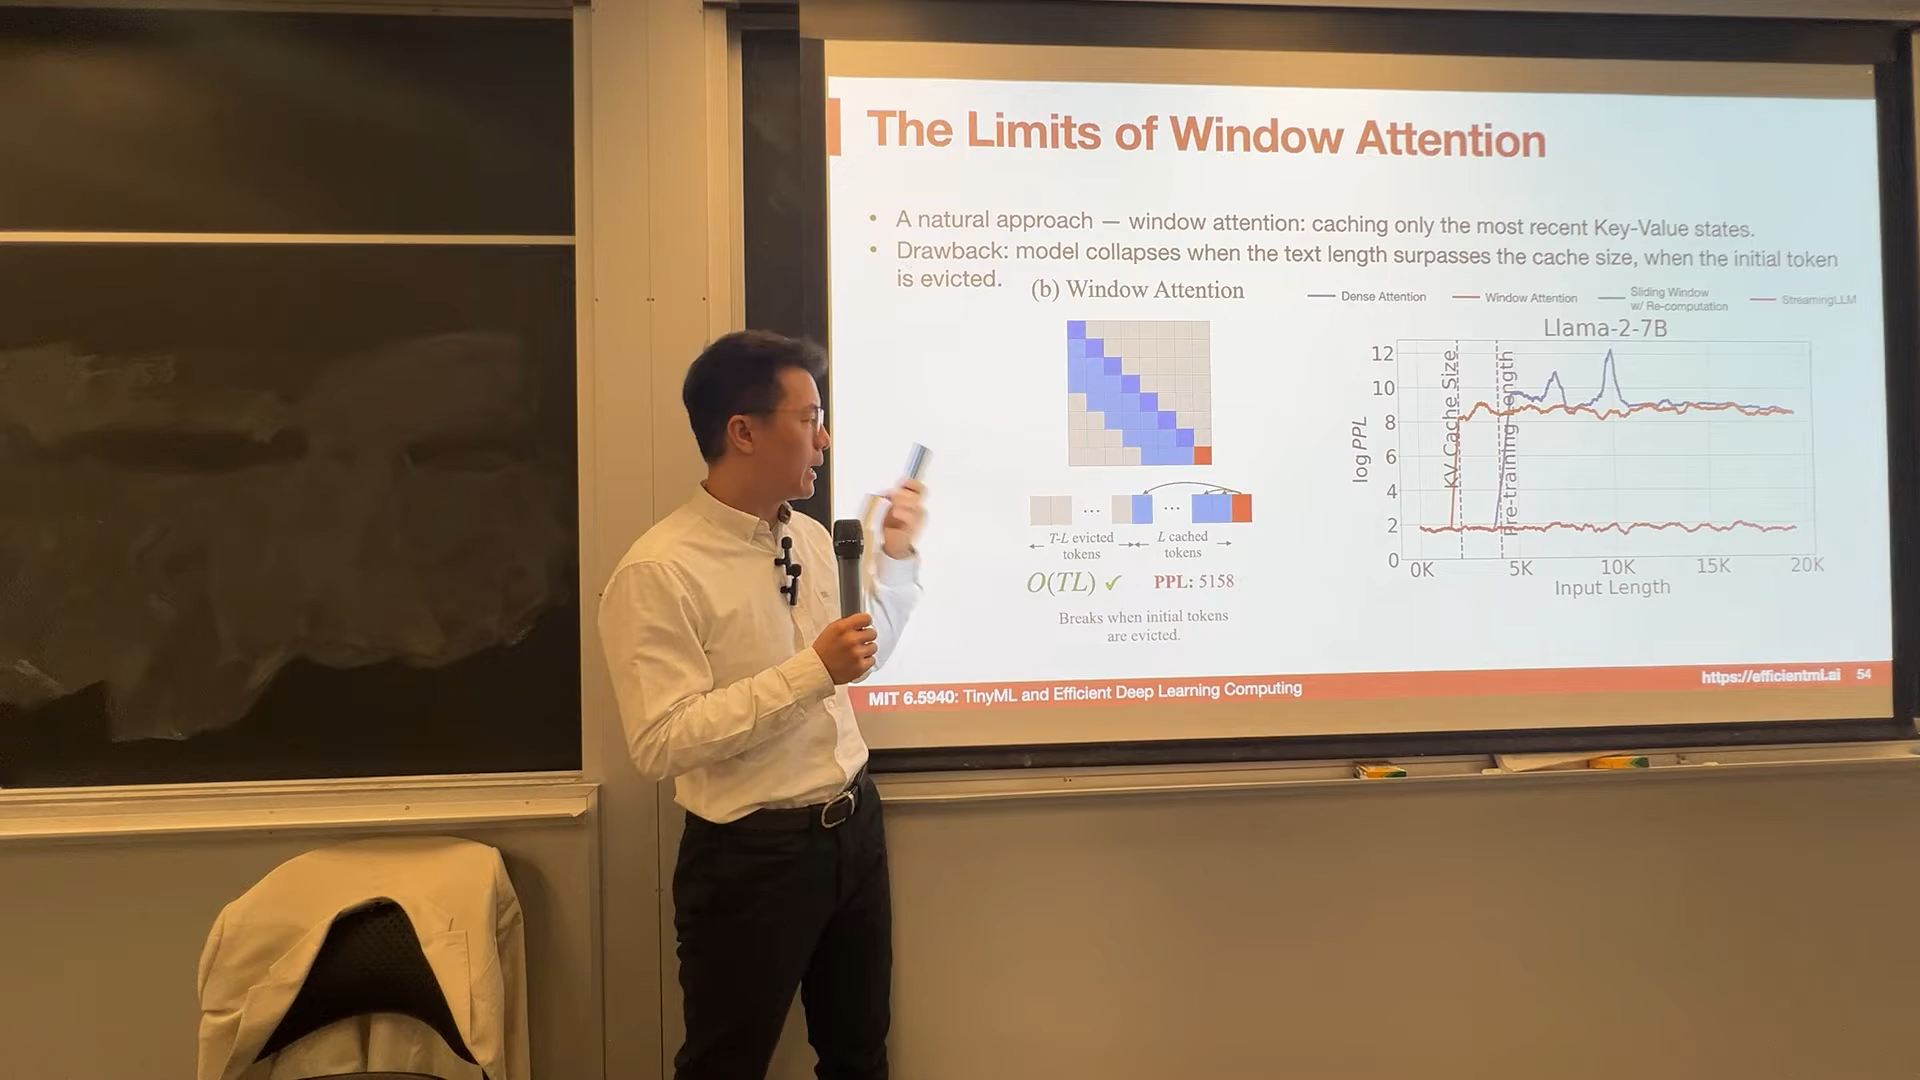 The Limits of Window Attention
• A natural approach — window attention: caching only the most recent Key-Value states.
• Drawback: model collapses when the text length surpasses the cache size, when the initial token
is evicted.
(b) Window Attention
... ...
T-L evicted
tokens
L cached
tokens
O(TL) ✓ PPL: 5158
Breaks when initial tokens
are evicted.
Dense Attention
Window Attention
Sliding Window
w/ Re-computation
StreamingLLM
Llama-2-7B
12
10
8
6
4
2
0
log PPL
KV Cache Size
Pre-training Length
0K 5K 10K 15K 20K
Input Length
MIT 6.5940: TinyML and Efficient Deep Learning Computing
https://efficientml.ai 54